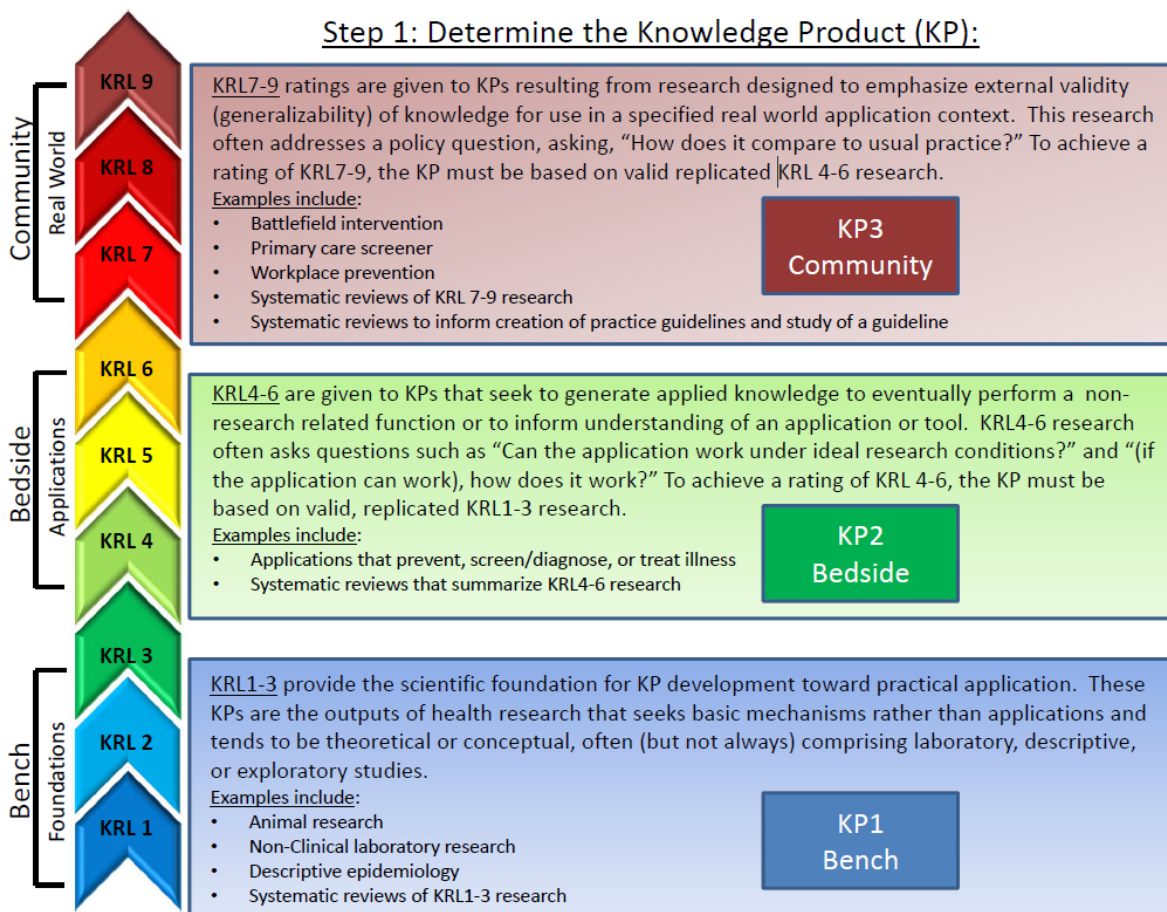 Step 1: Determine the Knowledge Product (KP):
Community
Real World
KRL 9
KRL 8
KRL 7
KRL7-9 ratings are given to KPs resulting from research designed to emphasize external validity
(generalizability) of knowledge for use in a specified real world application context. This research
often addresses a policy question, asking, “How does it compare to usual practice?” To achieve a
rating of KRL7-9, the KP must be based on valid replicated KRL 4-6 research.
Examples include:
• Battlefield intervention
• Primary care screener
• Workplace prevention
• Systematic reviews of KRL 7-9 research
• Systematic reviews to inform creation of practice guidelines and study of a guideline
KP3
Community
Bedside
Applications
KRL 6
KRL 5
KRL 4
KRL4-6 are given to KPs that seek to generate applied knowledge to eventually perform a non-
research related function or to inform understanding of an application or tool. KRL4-6 research
often asks questions such as “Can the application work under ideal research conditions?” and “(if
the application can work), how does it work?” To achieve a rating of KRL 4-6, the KP must be
based on valid, replicated KRL1-3 research.
Examples include:
• Applications that prevent, screen/diagnose, or treat illness
• Systematic reviews that summarize KRL4-6 research
KP2
Bedside
Bench
Foundations
KRL 3
KRL 2
KRL 1
KRL1-3 provide the scientific foundation for KP development toward practical application. These
KPs are the outputs of health research that seeks basic mechanisms rather than applications and
tends to be theoretical or conceptual, often (but not always) comprising laboratory, descriptive,
or exploratory studies.
Examples include:
• Animal research
• Non-Clinical laboratory research
• Descriptive epidemiology
• Systematic reviews of KRL1-3 research
KP1
Bench